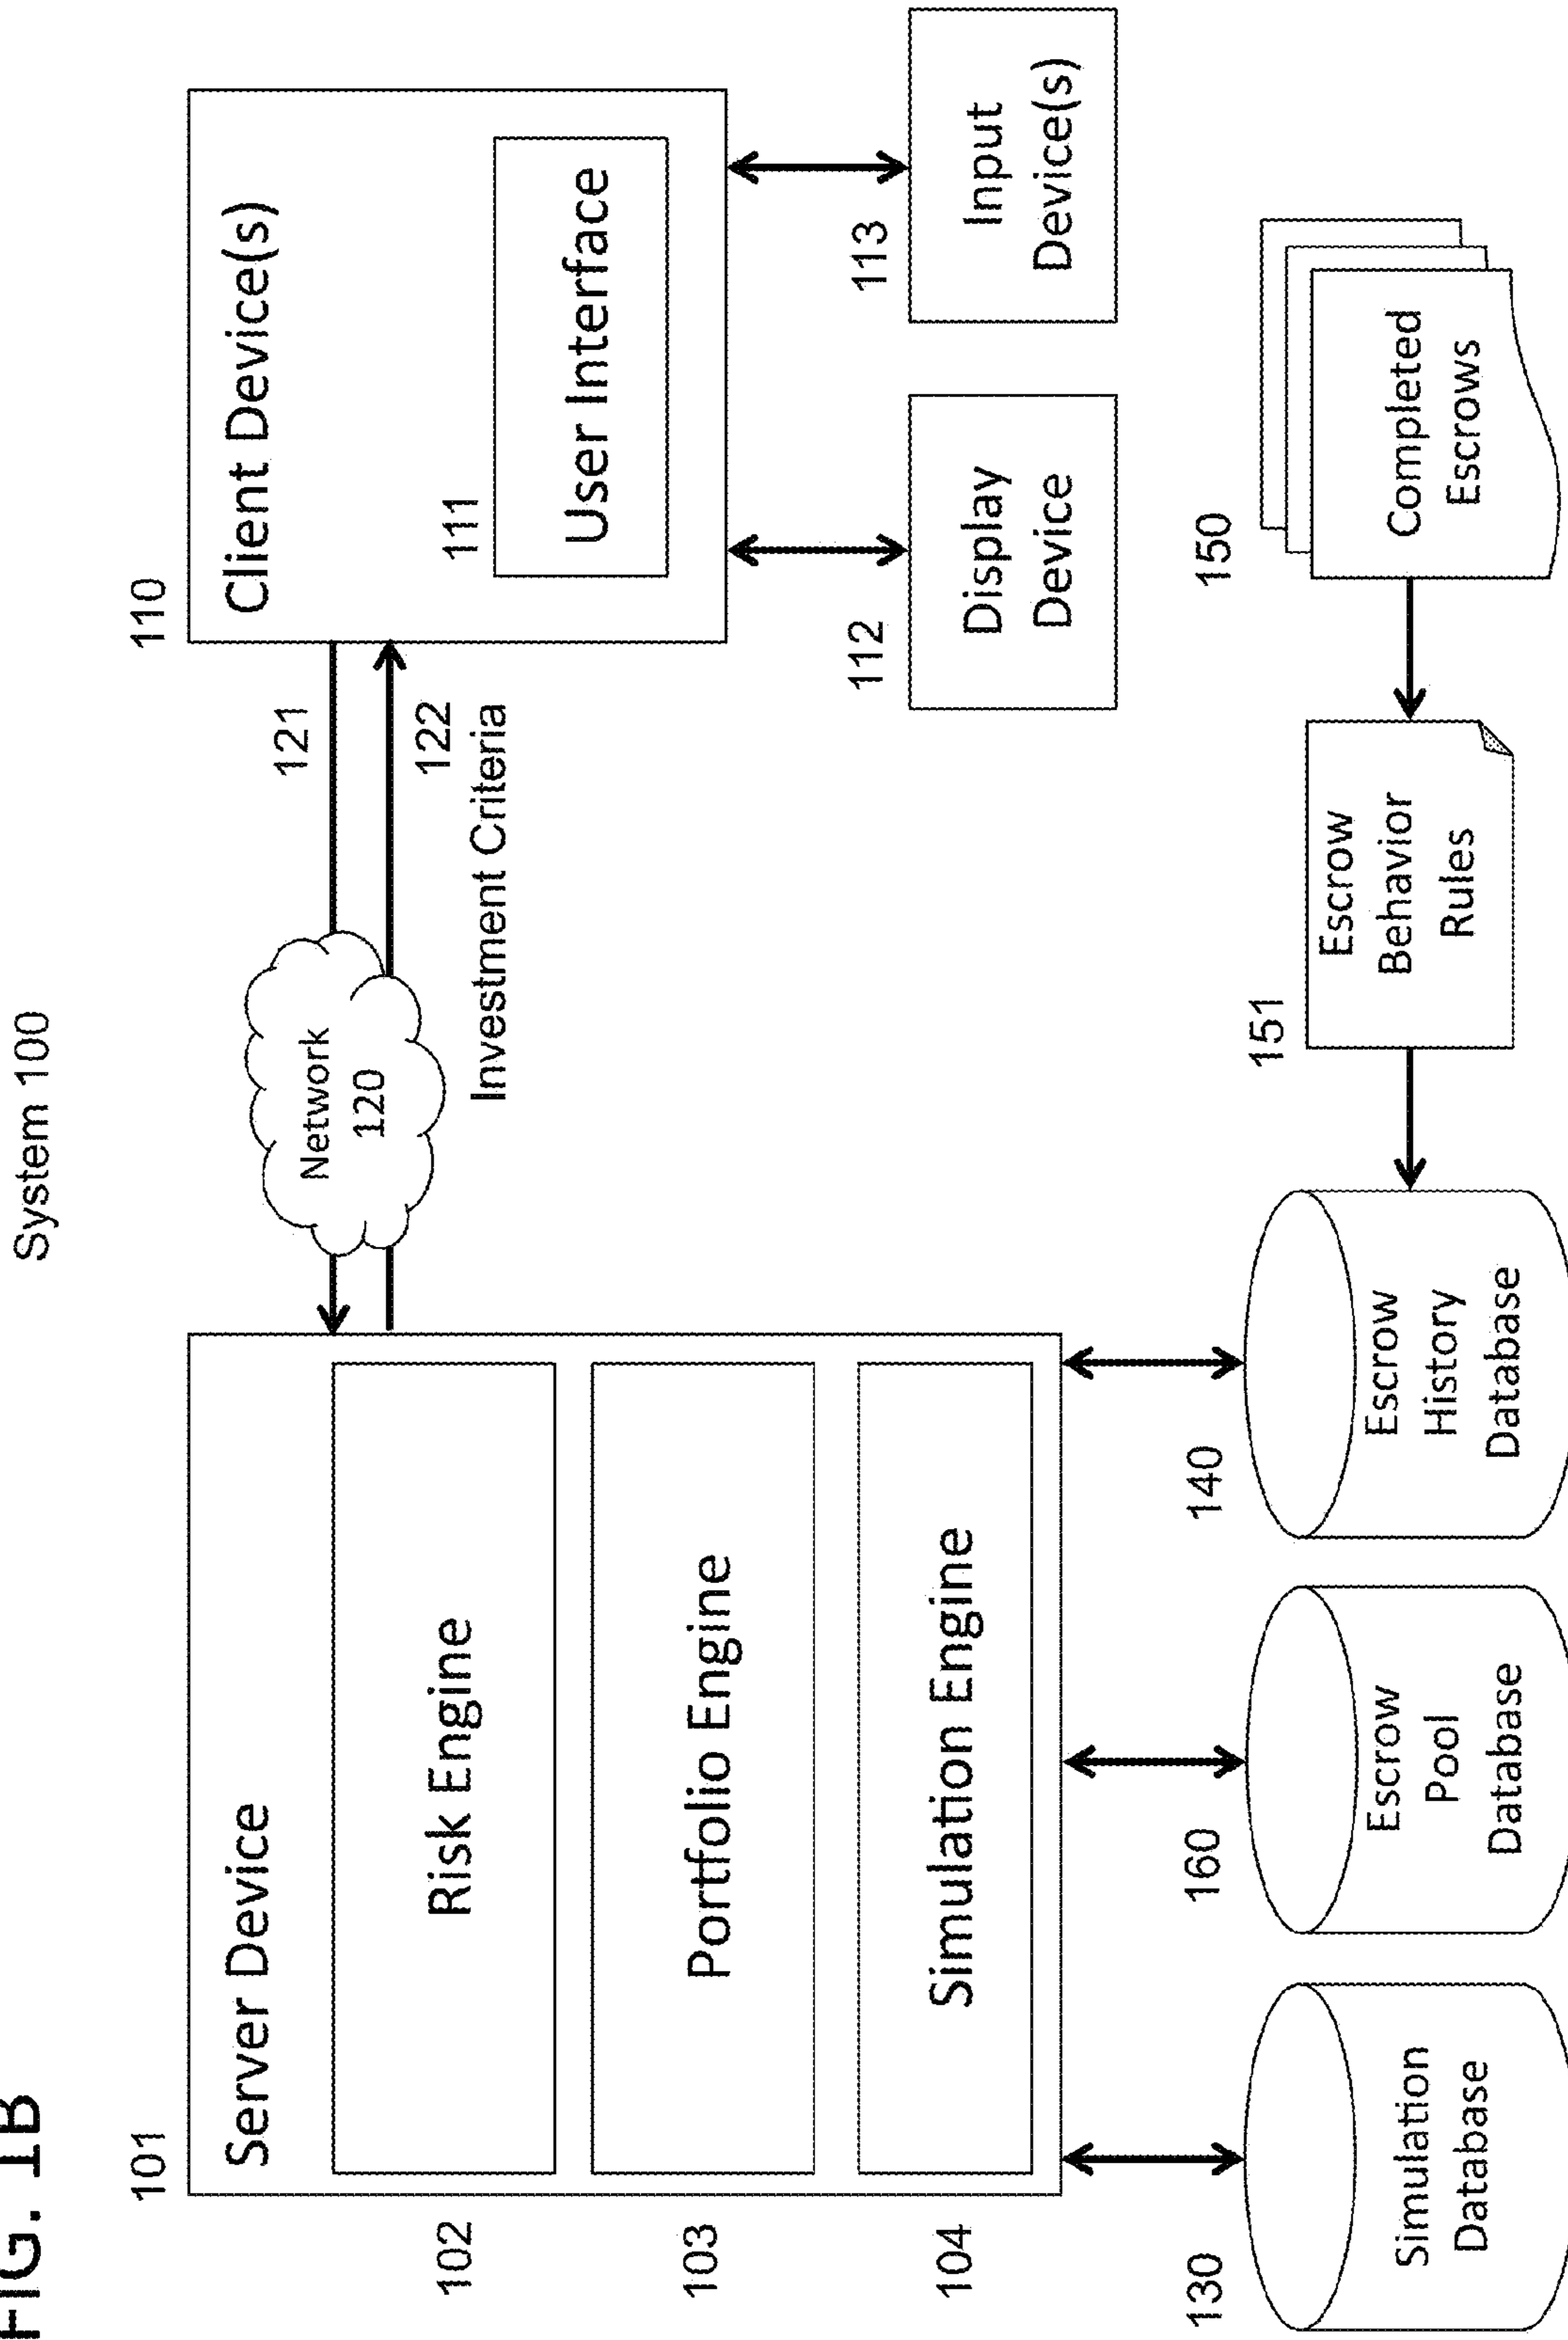 FIG. 1B
System 100
101
Server Device
102
Risk Engine
103
Portfolio Engine
104
Simulation Engine
Network
120
121
122
Investment Criteria
110
Client Device(s)
111
User Interface
112
Display
Device
113
Input
Device(s)
130
Simulation
Database
160
Escrow
Pool
Database
140
Escrow
History
Database
151
Escrow
Behavior
Rules
150
Completed
Escrows